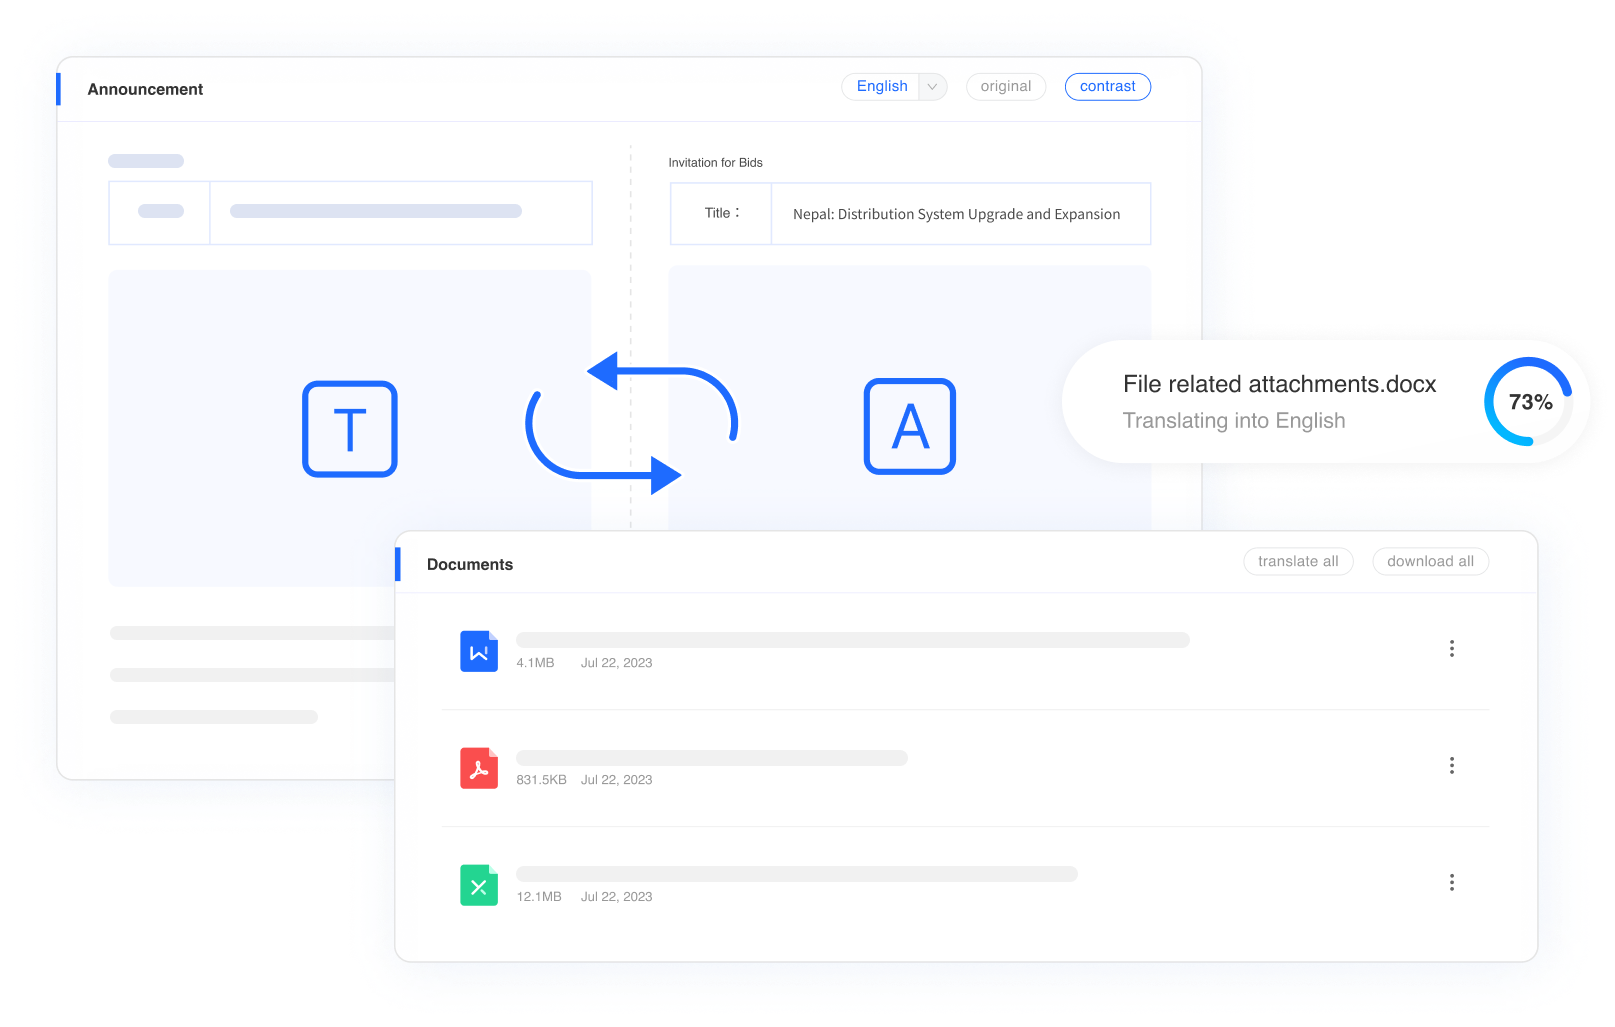 Announcement
English
original
contrast
Invitation for Bids
Title：
Nepal: Distribution System Upgrade and Expansion
T
A
File related attachments.docx
Translating into English
73%
Documents
translate all
download all
4.1MB Jul 22, 2023
831.5KB Jul 22, 2023
12.1MB Jul 22, 2023